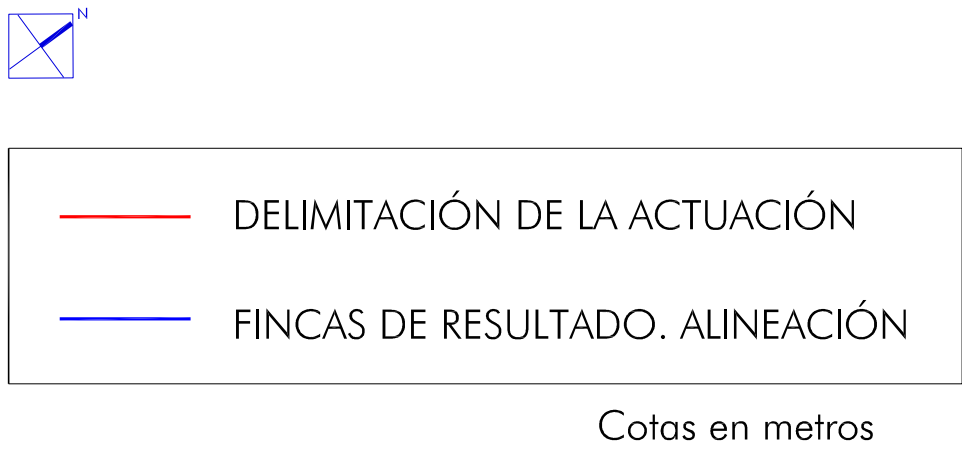 N
DELIMITACIÓN DE LA ACTUACIÓN
FINCAS DE RESULTADO. ALINEACIÓN
Cotas en metros